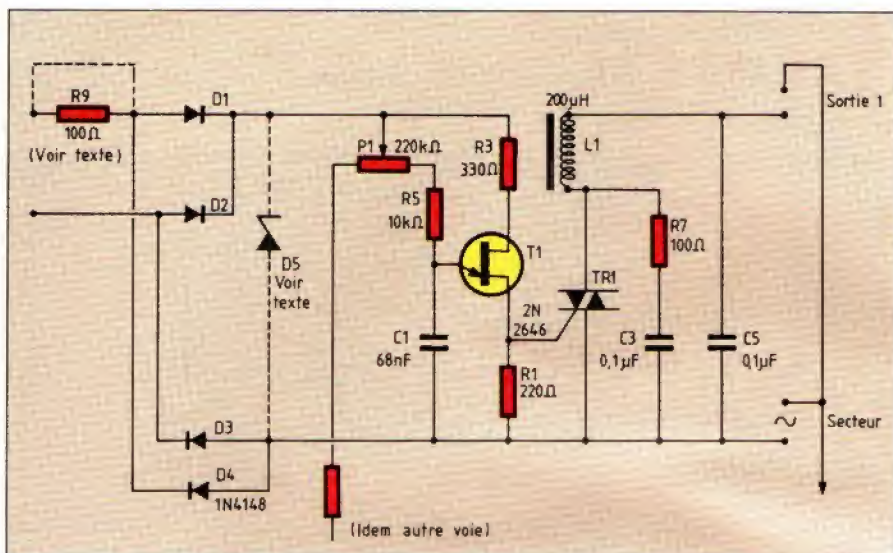 R9
100Ω
(Voir texte)
D1
D2
D5
Voir
texte
P1
220kΩ
R5
10kΩ
R3
330Ω
200μH
L1
T1
2N
2646
TR1
R7
100Ω
C1
68nF
R1
220Ω
C3
0,1μF
C5
0,1μF
Sortie 1
Secteur
D3
D4
1N4148
(Idem autre voie)